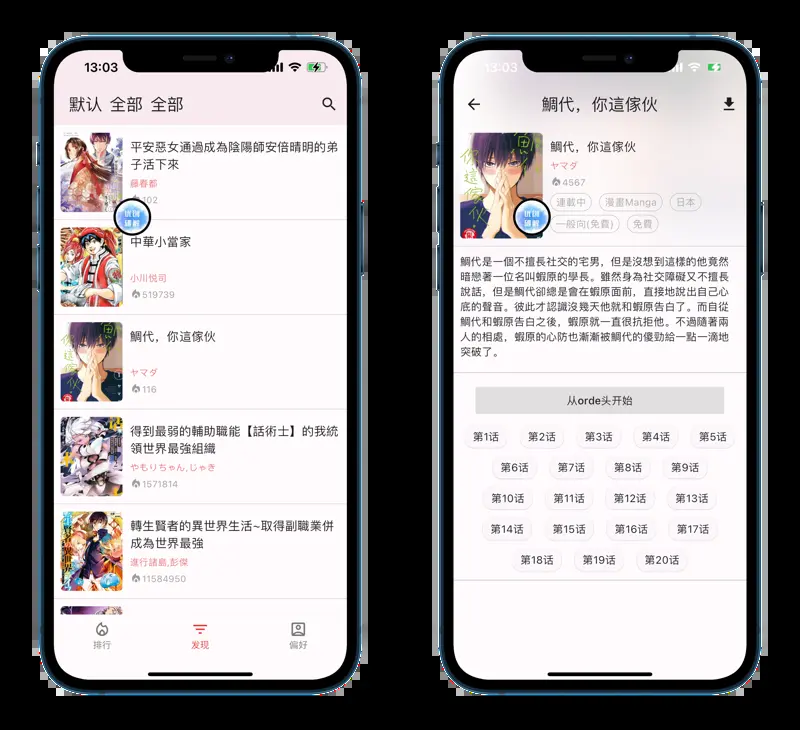 13:03
默认 全部 全部
平安惡女通過成為陰陽師安倍晴明的弟
子活下來
藤春都
102
中華小當家
小川悦司
519739
鯛代，你這傢伙
ヤマダ
116
得到最弱的輔助職能【話術士】的我統
領世界最強組織
やもりちゃん,じゃき
1571814
轉生賢者的異世界生活~取得副職業併
成為世界最強
進行諸島,彭傑
11584950
排行
发现
偏好
13:03
鯛代，你這傢伙
鯛代，你這傢伙
ヤマダ
4567
連載中 漫畫Manga 日本
一般向(免費) 免費
鯛代是一個不擅長社交的宅男，但是沒想到這樣的他竟然
暗戀著一位名叫蝦原的學長。雖然身為社交障礙又不擅長
說話，但是鯛代卻總是會在蝦原面前，直接地說出自己心
底的聲音。彼此才認識沒幾天他就和蝦原告白了。而自從
鯛代和蝦原告白之後，蝦原就一直很抗拒他。不過隨著兩
人的相處，蝦原的心防也漸漸被鯛代的傻勁給一點一滴地
突破了。
从orde头开始
第1话 第2话 第3话 第4话 第5话
第6话 第7话 第8话 第9话
第10话 第11话 第12话 第13话
第14话 第15话 第16话 第17话
第18话 第19话 第20话